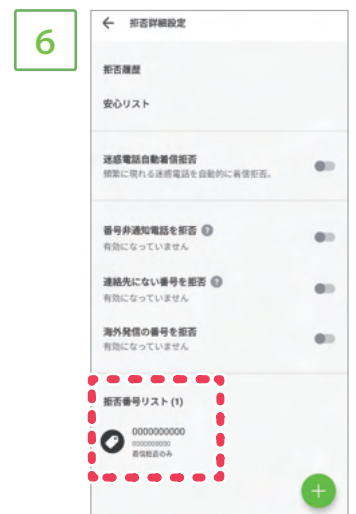 6
← 拒否詳細設定
拒否履歴
安心リスト
迷惑電話自動着信拒否
頻繁に現れる迷惑電話を自動的に着信拒否。
番号非通知電話を拒否 ?
有効になっていません
連絡先にない番号を拒否 ?
有効になっていません
海外発信の番号を拒否
有効になっていません
拒否番号リスト (1)
0000000000
0000000000
着信拒否のみ
+